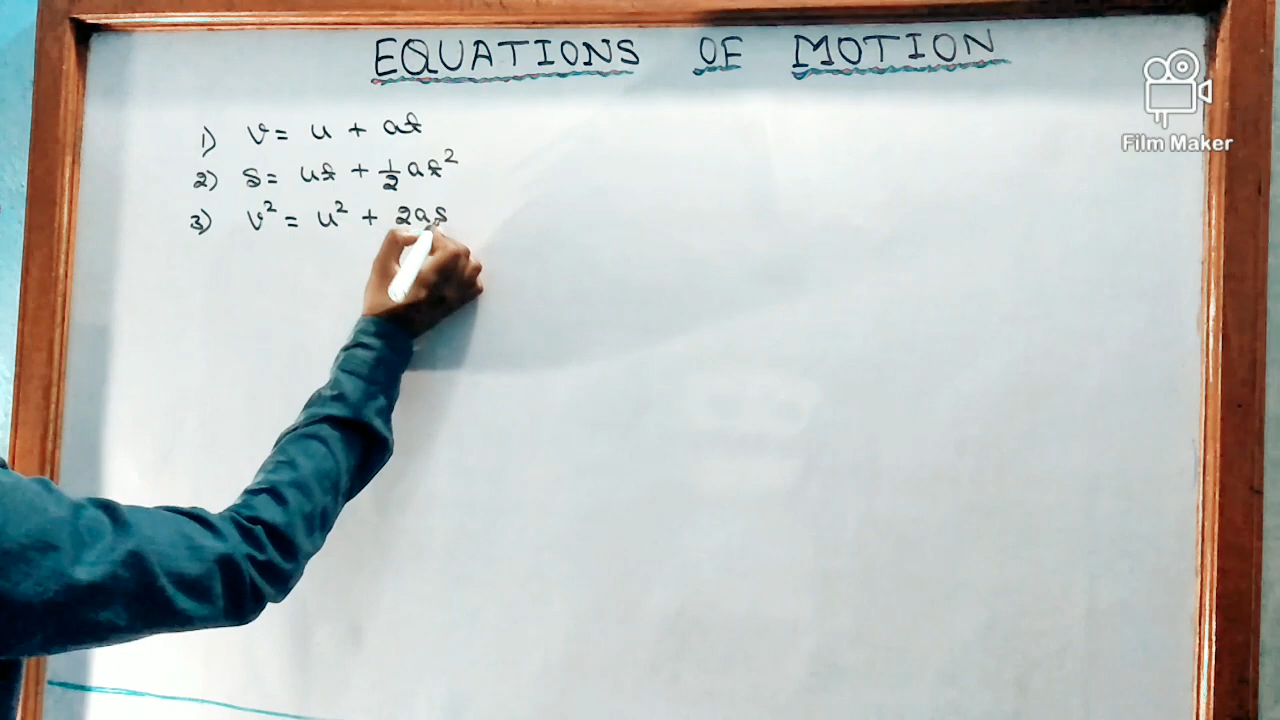 EQUATIONS OF MOTION
1) v = u + at
2) s = ut + 1/2 at²
3) v² = u² + 2as
Film Maker